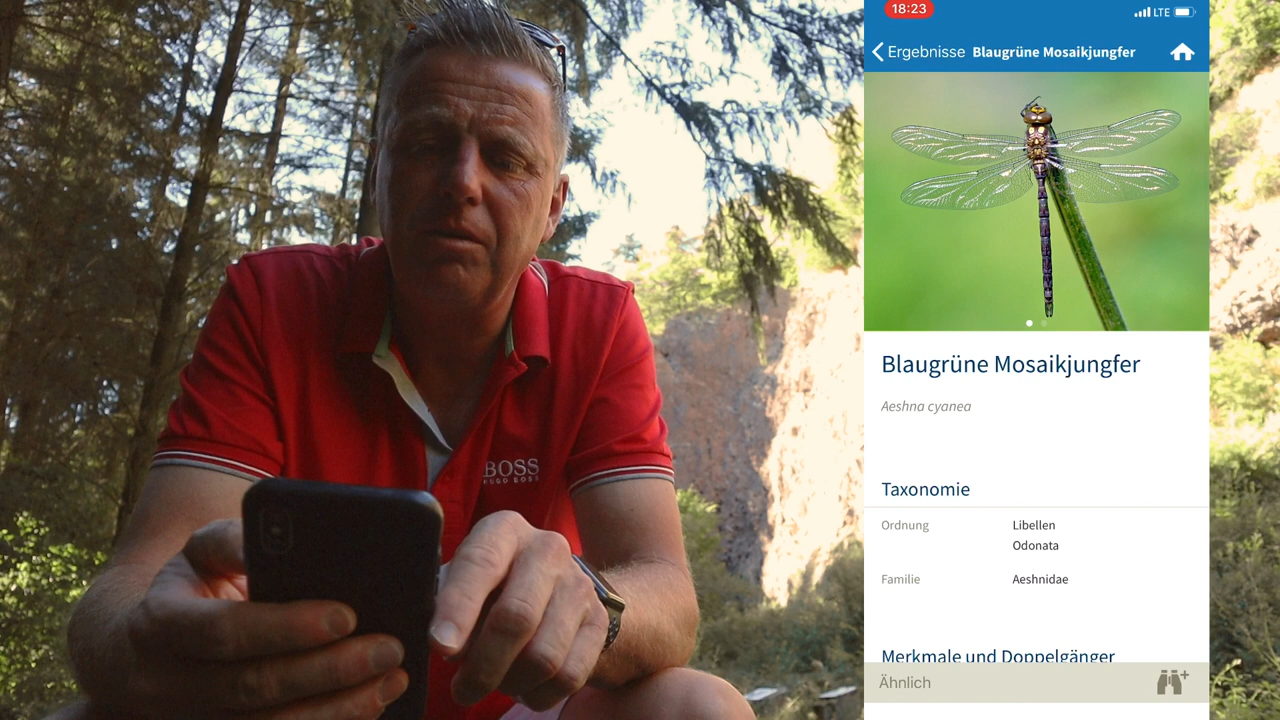 BOSS
HUGO BOSS
18:23
LTE
Ergebnisse Blaugrüne Mosaikjungfer
Blaugrüne Mosaikjungfer
Aeshna cyanea
Taxonomie
Ordnung Libellen
Odonata
Familie Aeshnidae
Merkmale und Doppelgänger
Ähnlich